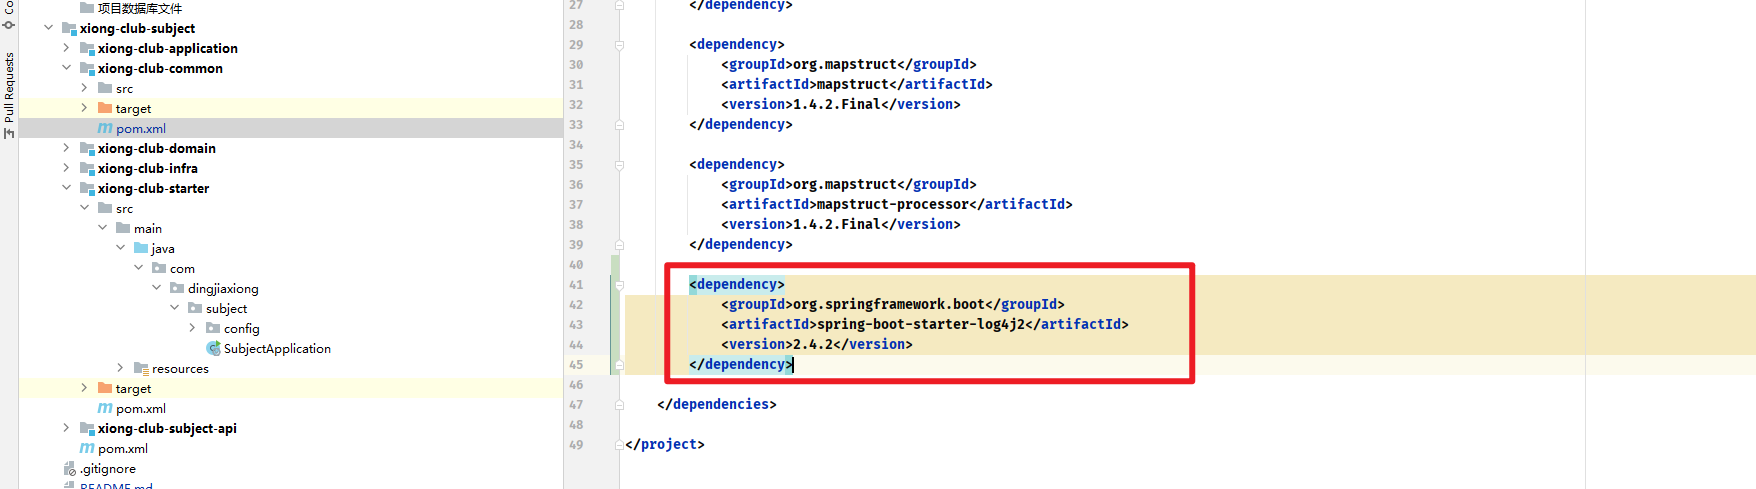 Co
Pull Requests
项目数据库文件
xiong-club-subject
xiong-club-application
xiong-club-common
src
target
pom.xml
xiong-club-domain
xiong-club-infra
xiong-club-starter
src
main
java
com
dingjiaxiong
subject
config
SubjectApplication
resources
target
pom.xml
xiong-club-subject-api
pom.xml
.gitignore
README.md
27 </dependency>
28
29 <dependency>
30 <groupId>org.mapstruct</groupId>
31 <artifactId>mapstruct</artifactId>
32 <version>1.4.2.Final</version>
33 </dependency>
34
35 <dependency>
36 <groupId>org.mapstruct</groupId>
37 <artifactId>mapstruct-processor</artifactId>
38 <version>1.4.2.Final</version>
39 </dependency>
40
41 <dependency>
42 <groupId>org.springframework.boot</groupId>
43 <artifactId>spring-boot-starter-log4j2</artifactId>
44 <version>2.4.2</version>
45 </dependency>
46
47 </dependencies>
48
49 </project>